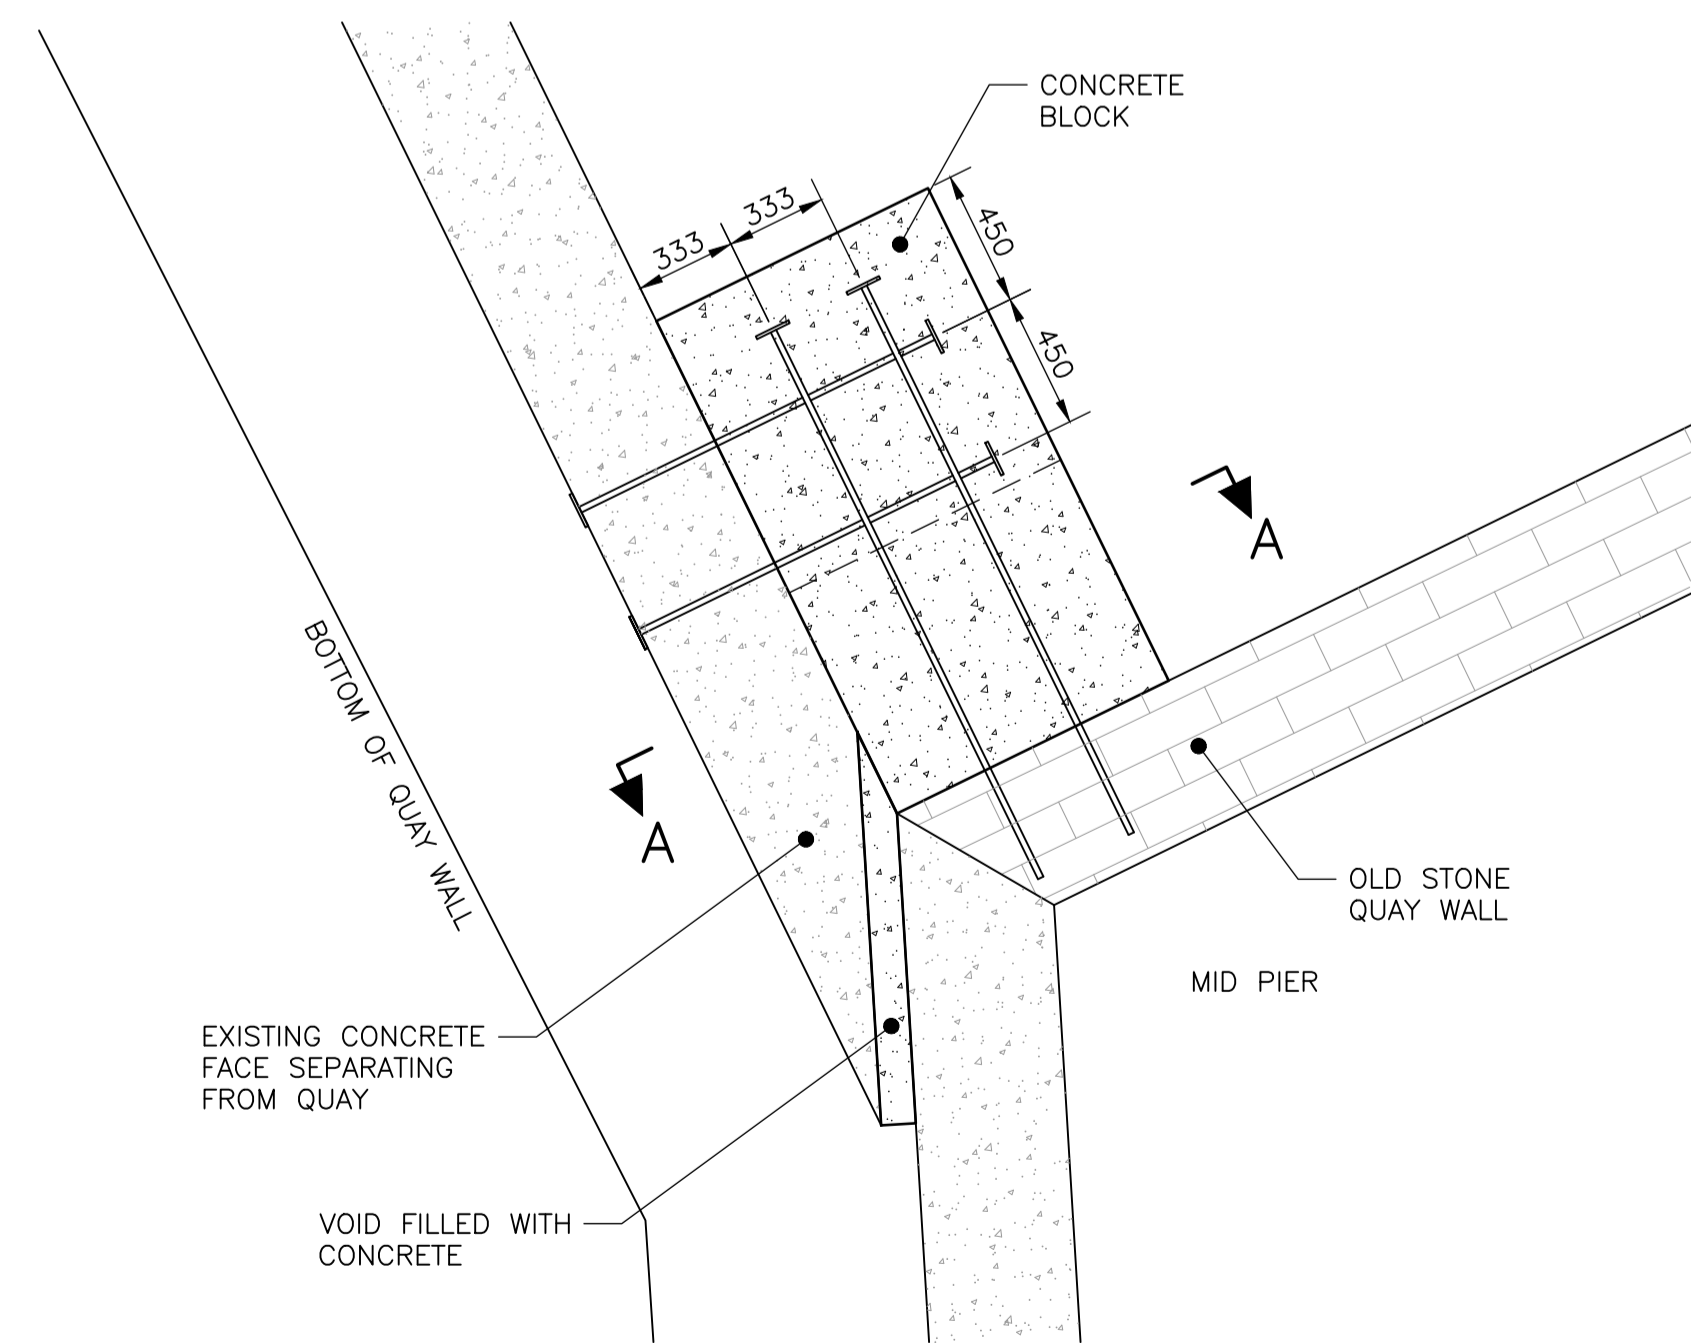 CONCRETE
BLOCK
333
333
450
450
A
BOTTOM OF QUAY WALL
A
OLD STONE
QUAY WALL
MID PIER
EXISTING CONCRETE
FACE SEPARATING
FROM QUAY
VOID FILLED WITH
CONCRETE